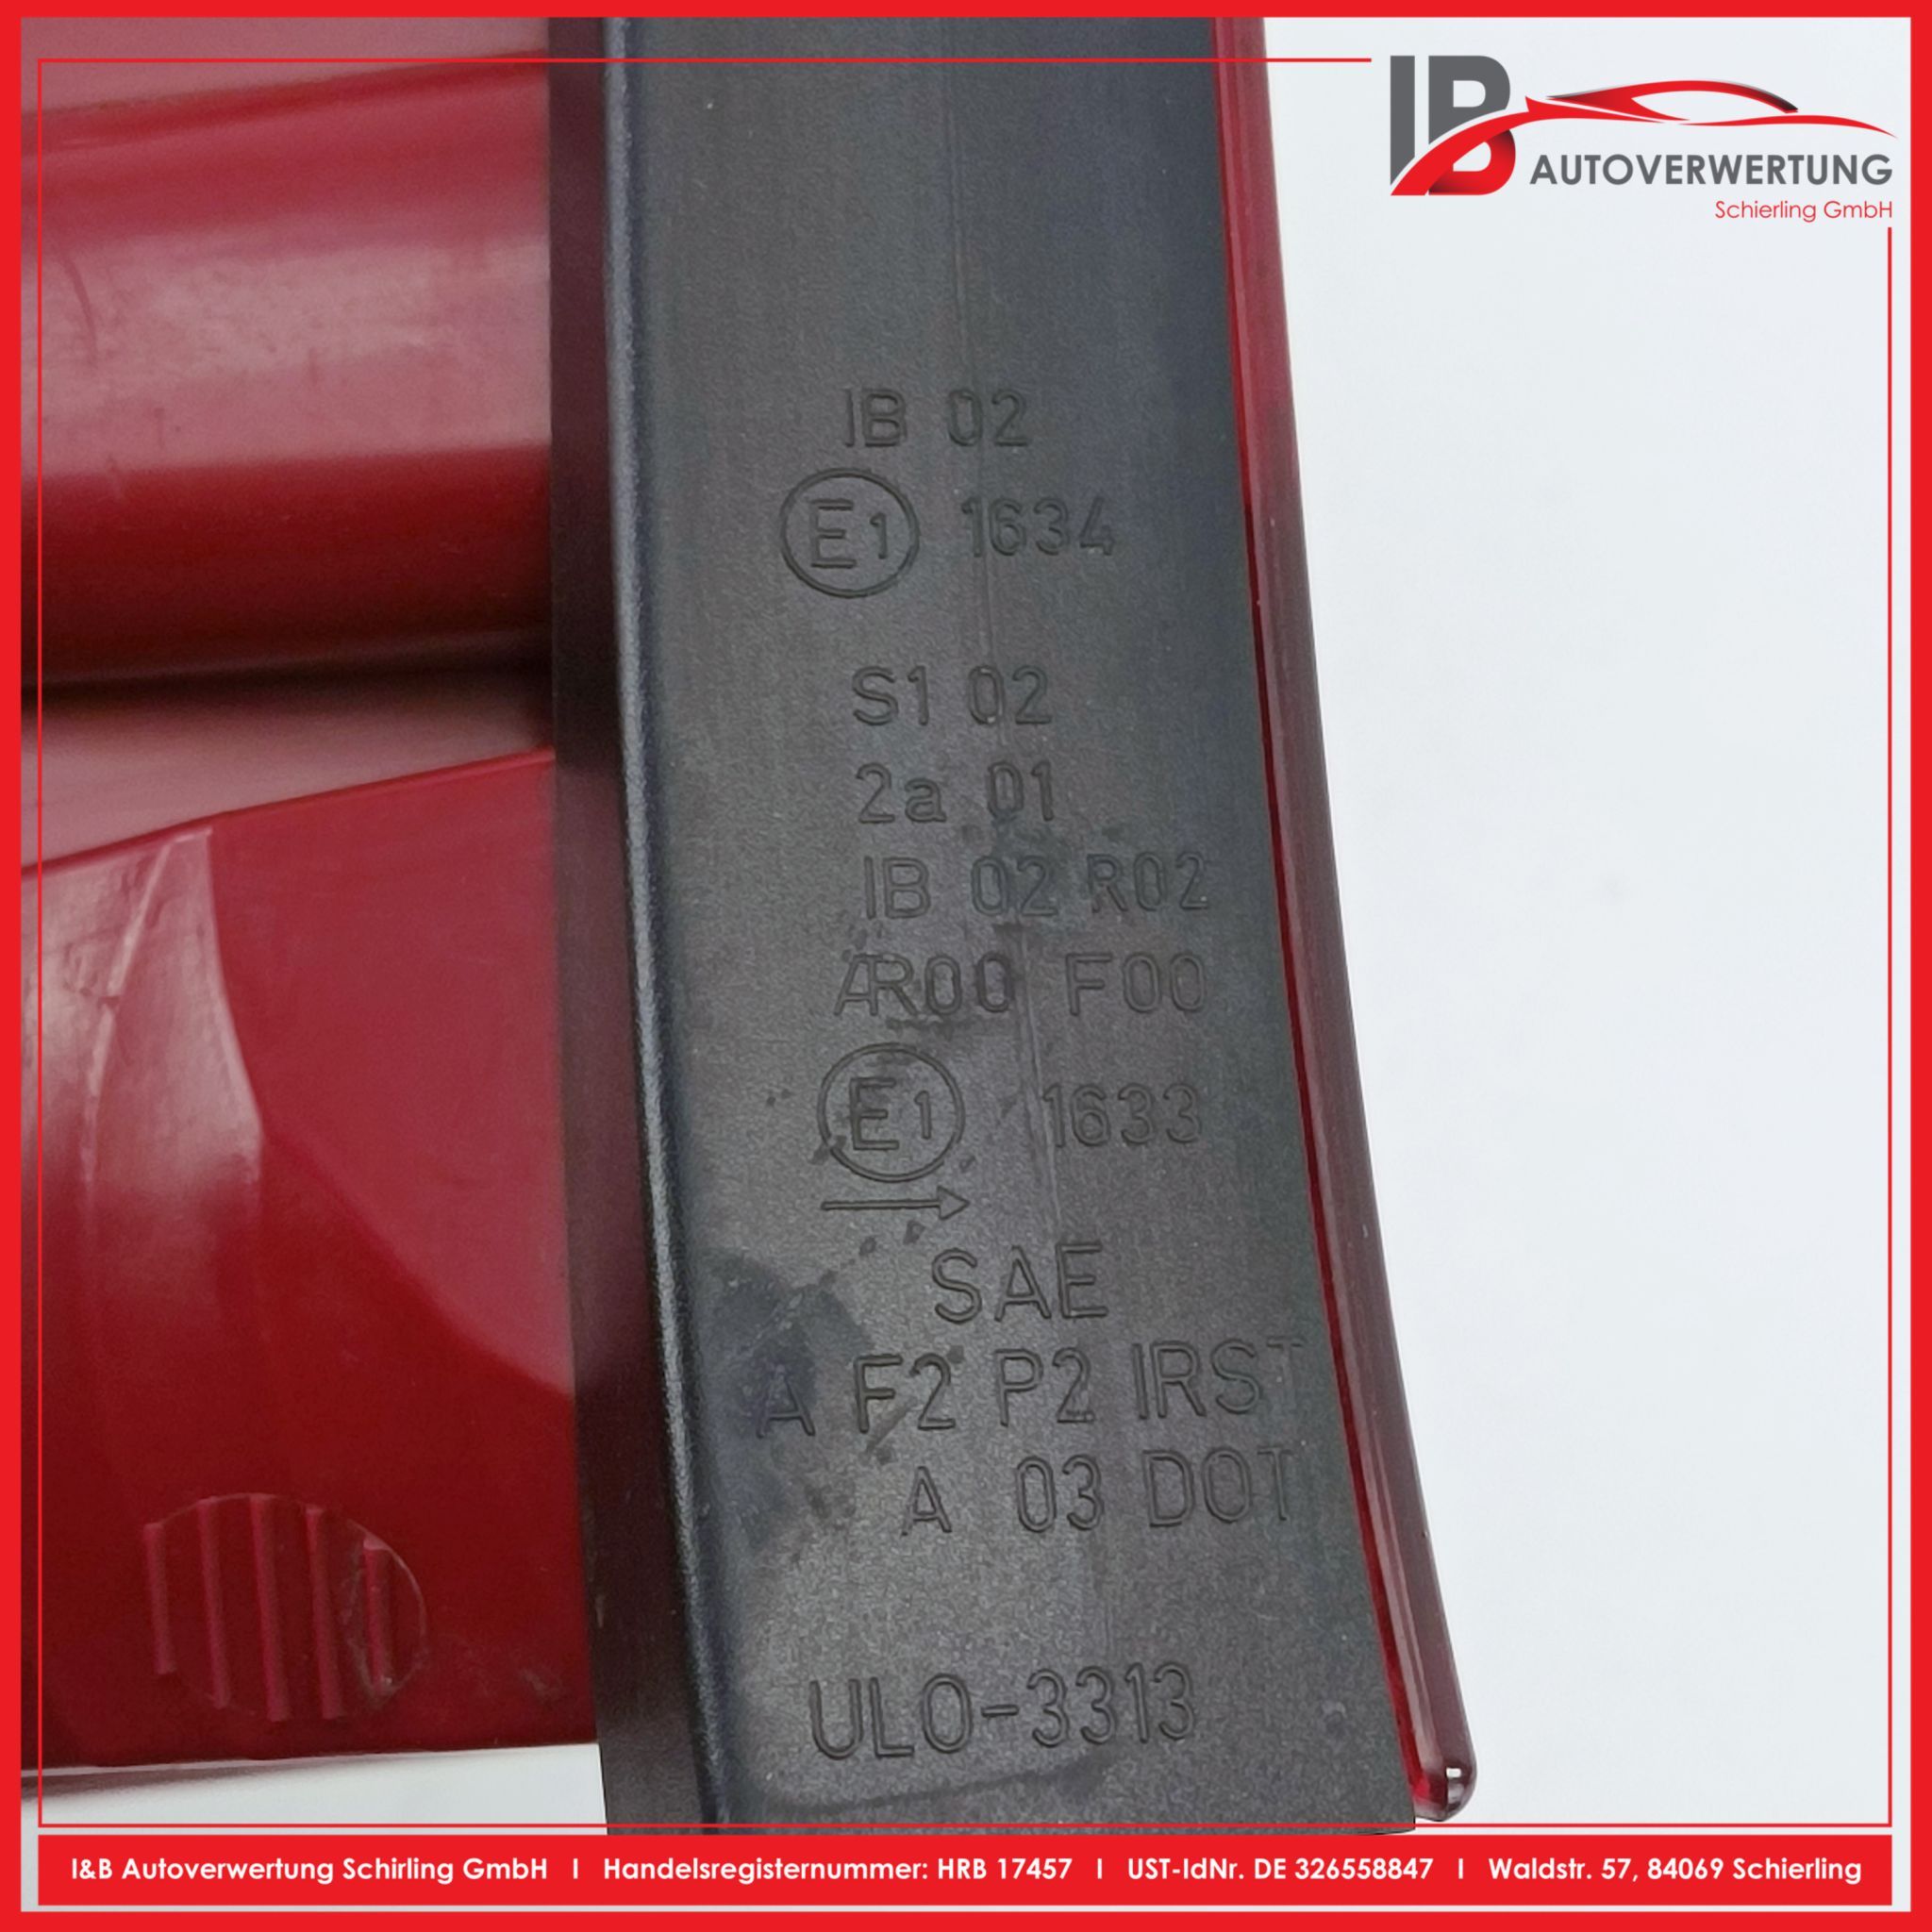 IB
AUTOVERWERTUNG
Schierling GmbH
IB 02
E1 1634
S1 02
2a 01
IB 02 R02
AR00 F00
E1 1633
SAE
A F2 P2 IRST
A 03 DOT
ULO-3313
I&B Autoverwertung Schirling GmbH I Handelsregisternummer: HRB 17457 I UST-IdNr. DE 326558847 I Waldstr. 57, 84069 Schierling